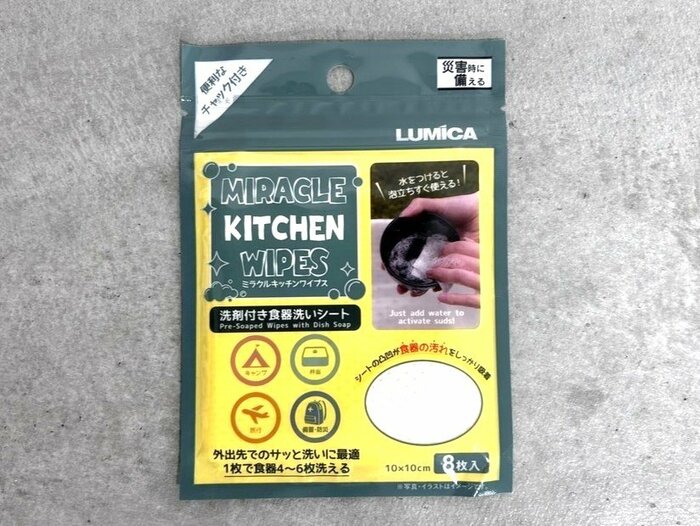 便利な
チャック付き
災害時に
備える
LUMICA
MIRACLE
KITCHEN
WIPES
ミラクルキッチンワイプス
水をつけると
泡立ちすぐ使える!
Just add water to
activate suds!
洗剤付き食器洗いシート
Pre-Soaped Wipes with Dish Soap
キャンプ
弁当
旅行
備蓄・防災
シートの凸凹が食器の汚れをしっかり吸着
外出先でのサッと洗いに最適
1枚で食器4〜6枚洗える
10×10cm
8枚入
※写真・イラストはイメージです。